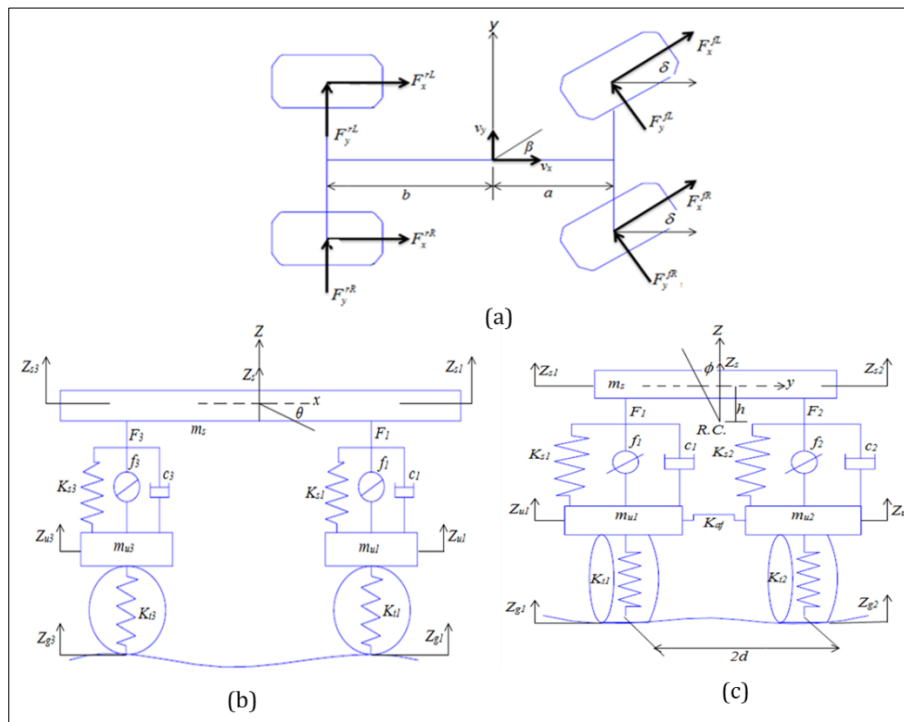 y
F_x^{rL}
F_y^{rL}
F_x^{fL}
δ
F_y^{fL}
v_y
β
v_x
b
a
F_x^{rR}
F_y^{rR}
F_x^{fR}
δ
F_y^{fR}
(a)
Z
Z_{s3}
Z_s
Z_{s1}
x
θ
m_s
F_3
F_1
K_{s3}
f_3
c_3
K_{s1}
f_1
c_1
Z_{u3}
m_{u3}
m_{u1}
Z_{u1}
K_{t3}
K_{t1}
Z_{g3}
Z_{g1}
(b)
Z
Z_{s1}
ϕ
Z_s
Z_{s2}
m_s
y
h
F_1
R.C.
F_2
K_{s1}
f_1
c_1
K_{s2}
f_2
c_2
Z_{u1}
m_{u1}
K_{af}
m_{u2}
K_{t1}
K_{t2}
Z_{g1}
Z_{g2}
2d
(c)